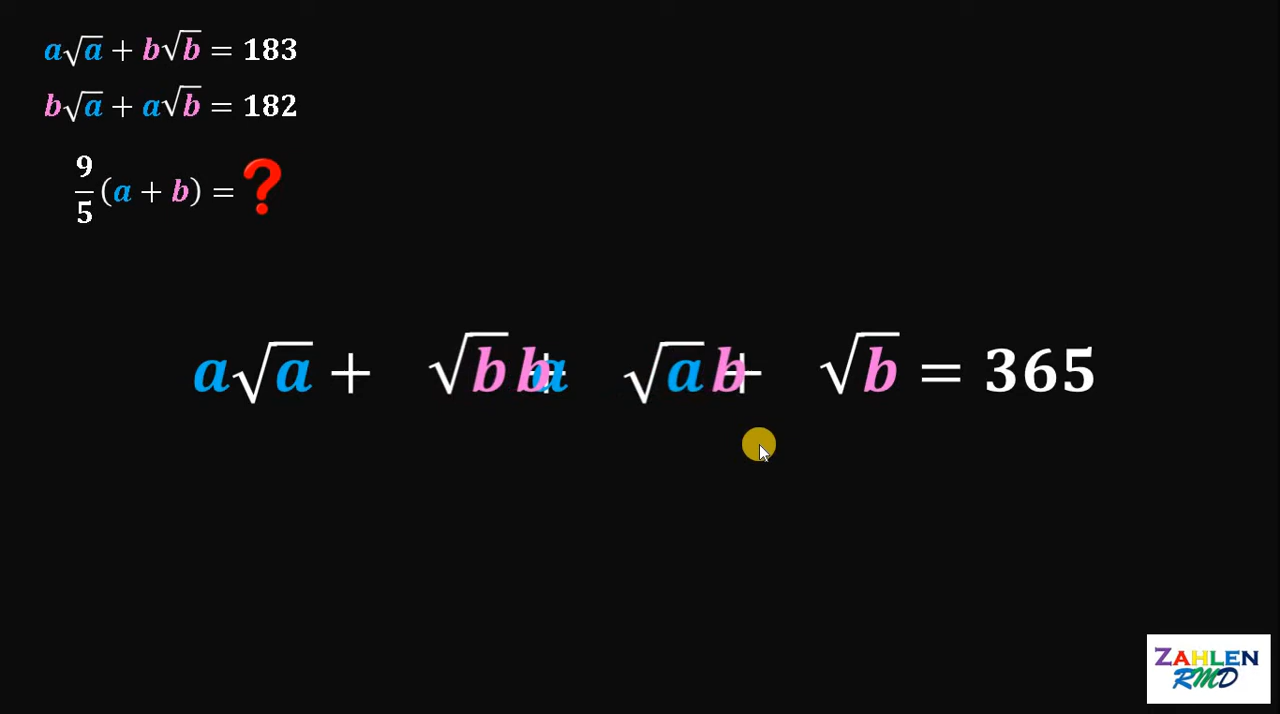 a√a + b√b = 183
b√a + a√b = 182
9/5 (a + b) = ❓
a√a + √b b a + √a b + √b = 365
ZAHLEN
RMD